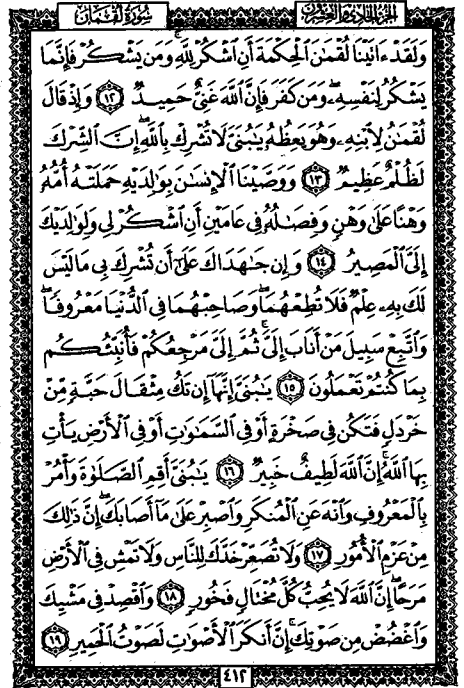 الجزء الحادي والعشرون
سورة لقمان
وَلَقَدْ ءَاتَيْنَا لُقْمَٰنَ ٱلْحِكْمَةَ أَنِ ٱشْكُرْ لِلَّهِ وَمَن يَشْكُرْ فَإِنَّمَا
يَشْكُرُ لِنَفْسِهِۦ وَمَن كَفَرَ فَإِنَّ ٱللَّهَ غَنِىٌّ حَمِيدٌ ١٢ وَإِذْ قَالَ
لُقْمَٰنُ لِٱبْنِهِۦ وَهُوَ يَعِظُهُۥ يَٰبُنَىَّ لَا تُشْرِكْ بِٱللَّهِ إِنَّ ٱلشِّرْكَ
لَظُلْمٌ عَظِيمٌ ١٣ وَوَصَّيْنَا ٱلْإِنسَٰنَ بِوَٰلِدَيْهِ حَمَلَتْهُ أُمُّهُۥ
وَهْنًا عَلَىٰ وَهْنٍ وَفِصَٰلُهُۥ فِى عَامَيْنِ أَنِ ٱشْكُرْ لِى وَلِوَٰلِدَيْكَ
إِلَىَّ ٱلْمَصِيرُ ١٤ وَإِن جَٰهَدَاكَ عَلَىٰٓ أَن تُشْرِكَ بِى مَا لَيْسَ
لَكَ بِهِۦ عِلْمٌ فَلَا تُطِعْهُمَا وَصَاحِبْهُمَا فِى ٱلدُّنْيَا مَعْرُوفًا
وَٱتَّبِعْ سَبِيلَ مَنْ أَنَابَ إِلَىَّ ثُمَّ إِلَىَّ مَرْجِعُكُمْ فَأُنَبِّئُكُم
بِمَا كُنتُمْ تَعْمَلُونَ ١٥ يَٰبُنَىَّ إِنَّهَآ إِن تَكُ مِثْقَالَ حَبَّةٍ مِّنْ
خَرْدَلٍ فَتَكُن فِى صَخْرَةٍ أَوْ فِى ٱلسَّمَٰوَٰتِ أَوْ فِى ٱلْأَرْضِ يَأْتِ
بِهَا ٱللَّهُ إِنَّ ٱللَّهَ لَطِيفٌ خَبِيرٌ ١٦ يَٰبُنَىَّ أَقِمِ ٱلصَّلَوٰةَ وَأْمُرْ
بِٱلْمَعْرُوفِ وَٱنْهَ عَنِ ٱلْمُنكَرِ وَٱصْبِرْ عَلَىٰ مَآ أَصَابَكَ إِنَّ ذَٰلِكَ
مِنْ عَزْمِ ٱلْأُمُورِ ١٧ وَلَا تُصَعِّرْ خَدَّكَ لِلنَّاسِ وَلَا تَمْشِ فِى ٱلْأَرْضِ
مَرَحًا إِنَّ ٱللَّهَ لَا يُحِبُّ كُلَّ مُخْتَالٍ فَخُورٍ ١٨ وَٱقْصِدْ فِى مَشْيِكَ
وَٱغْضُضْ مِن صَوْتِكَ إِنَّ أَنكَرَ ٱلْأَصْوَٰتِ لَصَوْتُ ٱلْحَمِيرِ ١٩
٤١٢